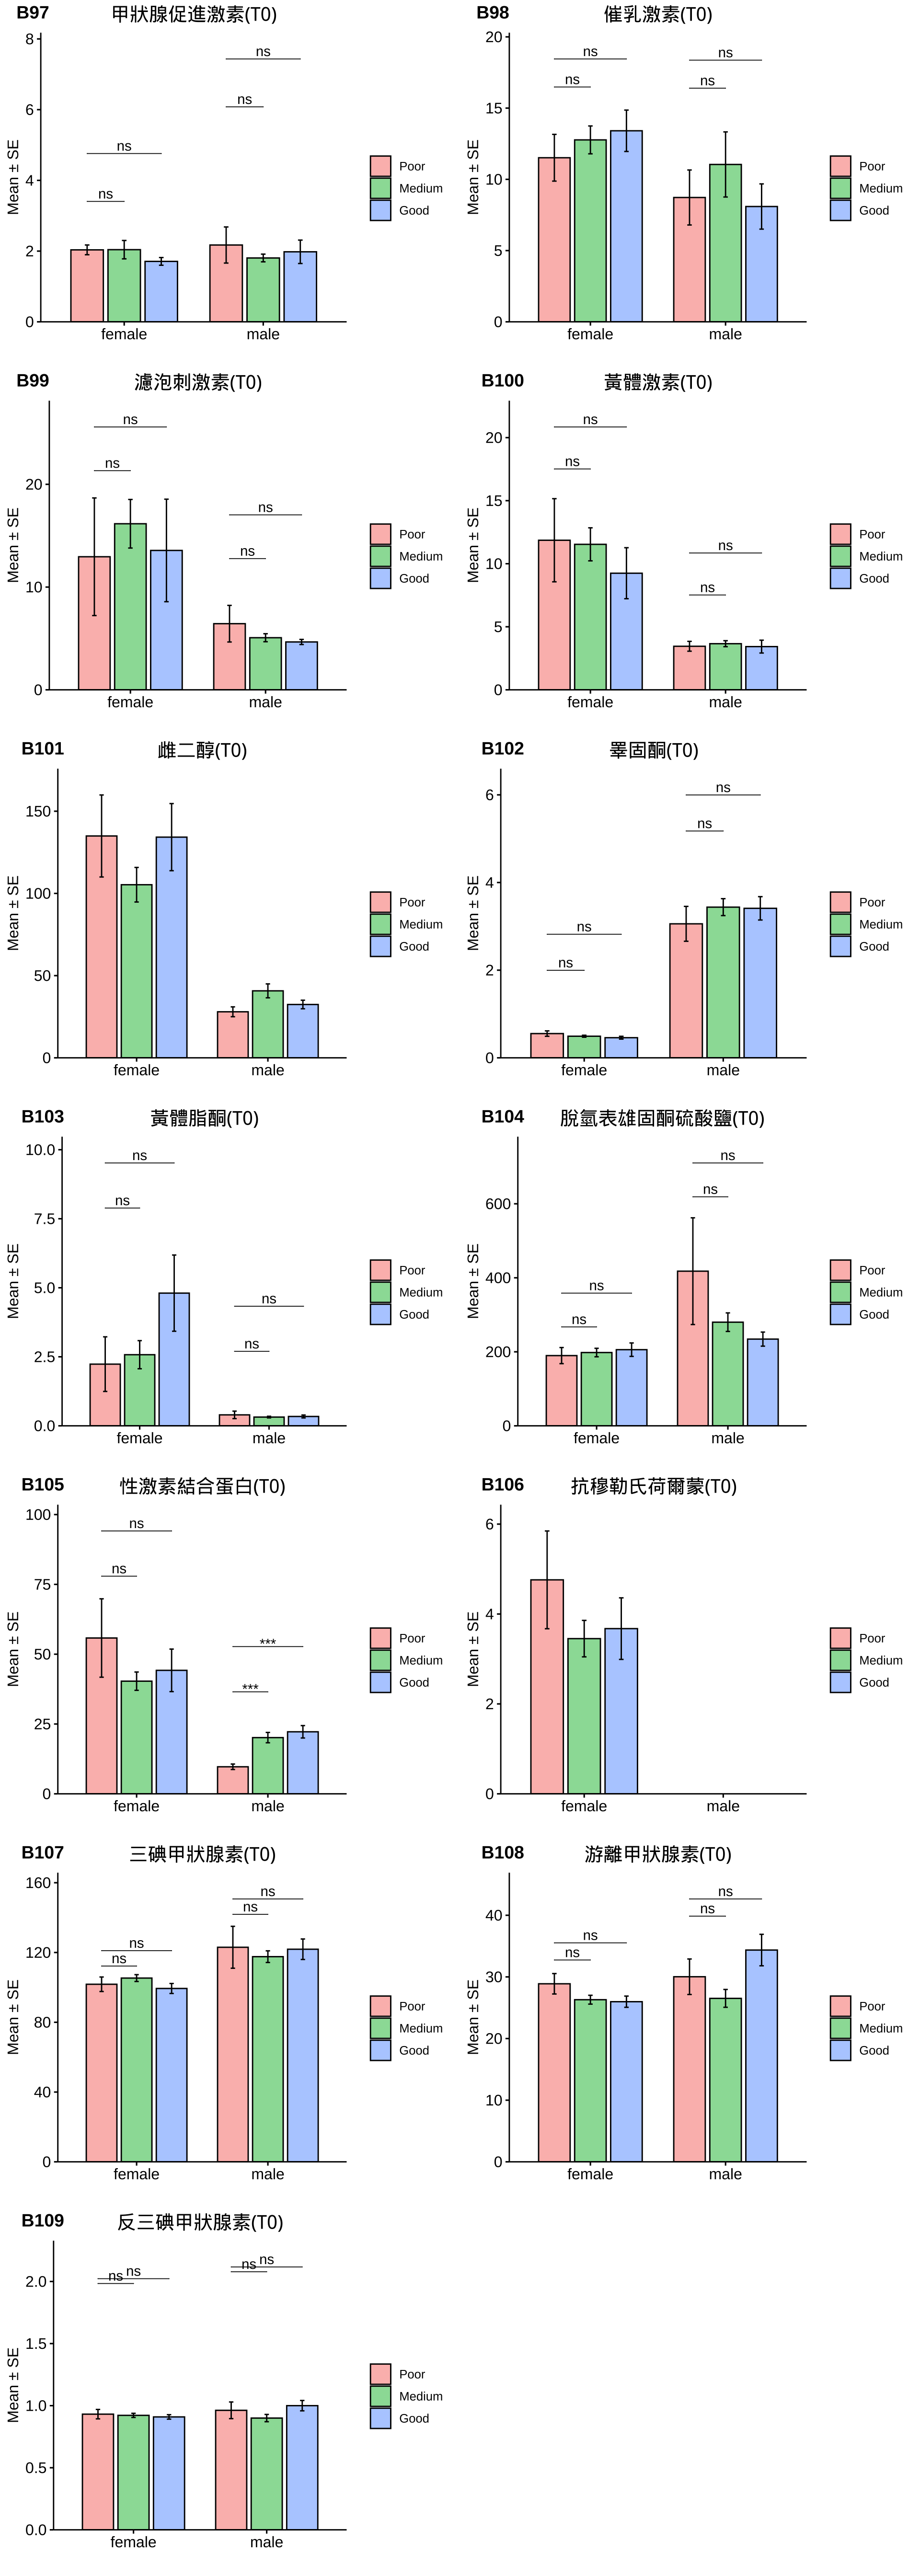 B97
甲狀腺促進激素(T0)
Mean ± SE
8
6
4
2
0
ns
ns
ns
ns
female
male
Poor
Medium
Good
B98
催乳激素(T0)
Mean ± SE
20
15
10
5
0
ns
ns
ns
ns
female
male
Poor
Medium
Good
B99
濾泡刺激素(T0)
Mean ± SE
20
10
0
ns
ns
ns
ns
female
male
Poor
Medium
Good
B100
黃體激素(T0)
Mean ± SE
20
15
10
5
0
ns
ns
ns
ns
female
male
Poor
Medium
Good
B101
雌二醇(T0)
Mean ± SE
150
100
50
0
female
male
Poor
Medium
Good
B102
睪固酮(T0)
Mean ± SE
6
4
2
0
ns
ns
ns
ns
female
male
Poor
Medium
Good
B103
黃體脂酮(T0)
Mean ± SE
10.0
7.5
5.0
2.5
0.0
ns
ns
ns
ns
female
male
Poor
Medium
Good
B104
脫氫表雄固酮硫酸鹽(T0)
Mean ± SE
600
400
200
0
ns
ns
ns
ns
female
male
Poor
Medium
Good
B105
性激素結合蛋白(T0)
Mean ± SE
100
75
50
25
0
ns
ns
***
***
female
male
Poor
Medium
Good
B106
抗穆勒氏荷爾蒙(T0)
Mean ± SE
6
4
2
0
female
male
Poor
Medium
Good
B107
三碘甲狀腺素(T0)
Mean ± SE
160
120
80
40
0
ns
ns
ns
ns
female
male
Poor
Medium
Good
B108
游離甲狀腺素(T0)
Mean ± SE
40
30
20
10
0
ns
ns
ns
ns
female
male
Poor
Medium
Good
B109
反三碘甲狀腺素(T0)
Mean ± SE
2.0
1.5
1.0
0.5
0.0
ns
ns
ns
ns
female
male
Poor
Medium
Good